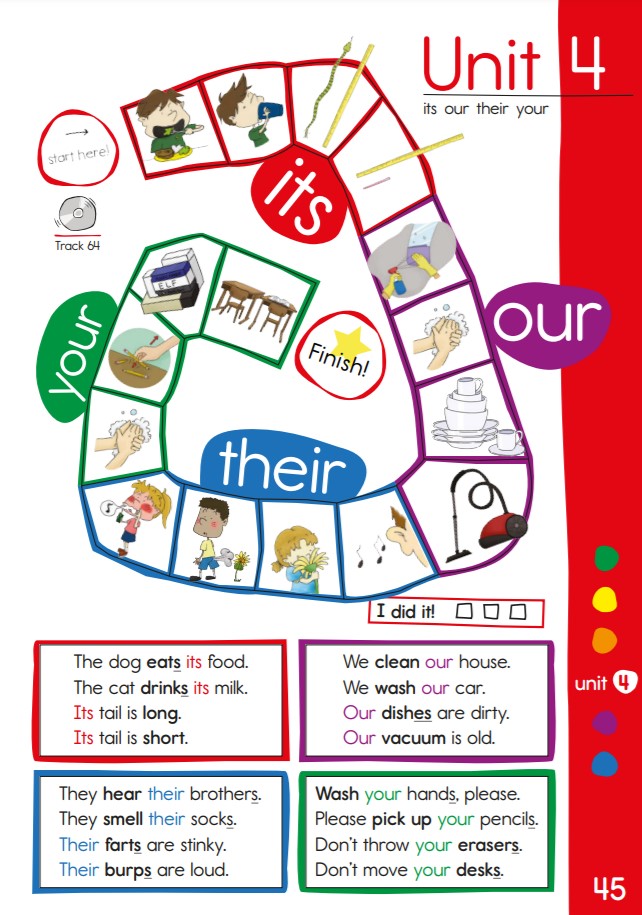 Unit 4
its our their your
start here!
Track 64
its
our
your
Finish!
their
ELF
I did it!
The dog eats its food.
The cat drinks its milk.
Its tail is long.
Its tail is short.
We clean our house.
We wash our car.
Our dishes are dirty.
Our vacuum is old.
They hear their brothers.
They smell their socks.
Their farts are stinky.
Their burps are loud.
Wash your hands, please.
Please pick up your pencils.
Don't throw your erasers.
Don't move your desks.
unit 4
45